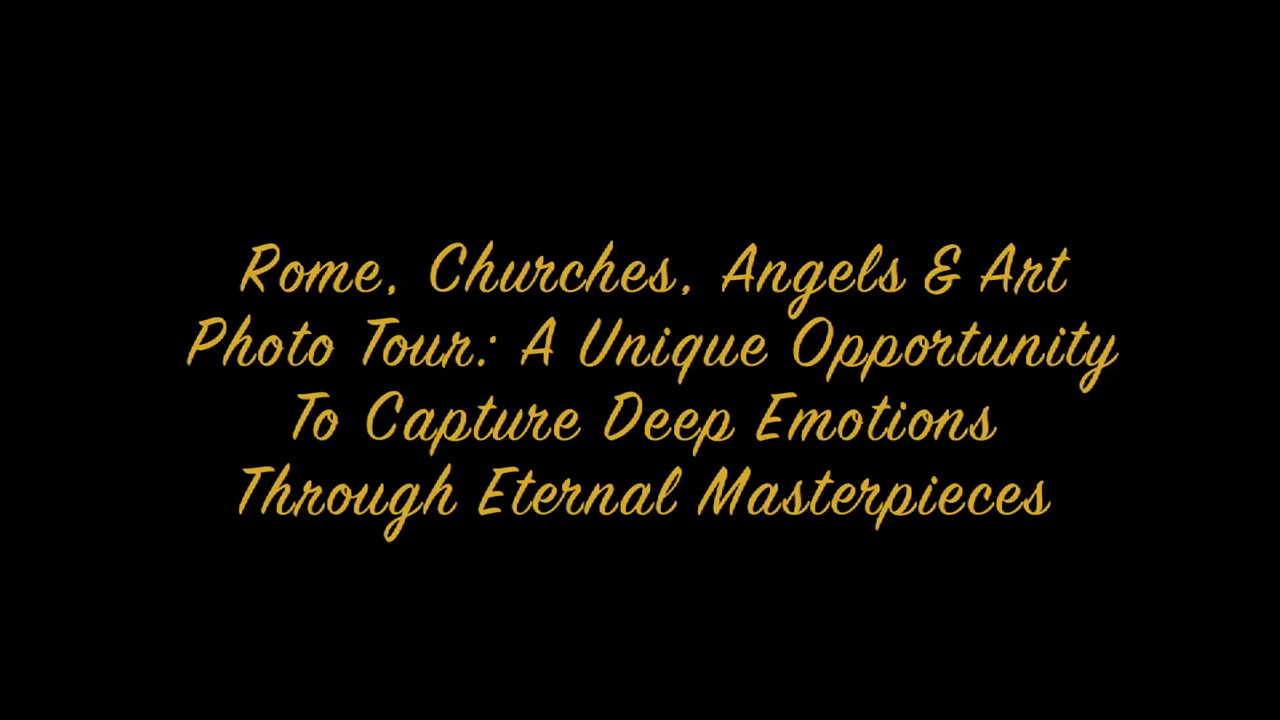 Rome, Churches, Angels & Art
Photo Tour: A Unique Opportunity
To Capture Deep Emotions
Through Eternal Masterpieces